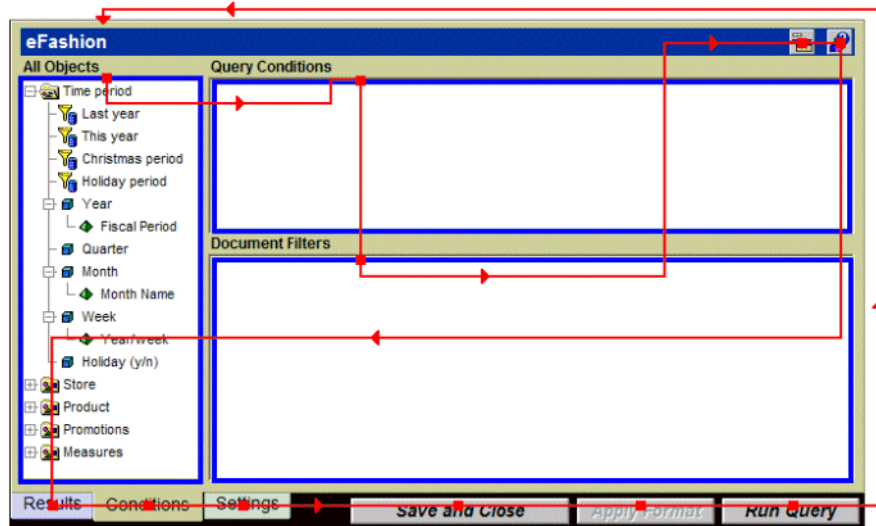 eFashion
All Objects
Query Conditions
Time period
Last year
This year
Christmas period
Holiday period
Year
Fiscal Period
Quarter
Document Filters
Month
Month Name
Week
Year/week
Holiday (y/n)
Store
Product
Promotions
Measures
Results Conditions Settings Save and Close Apply Format Run Query